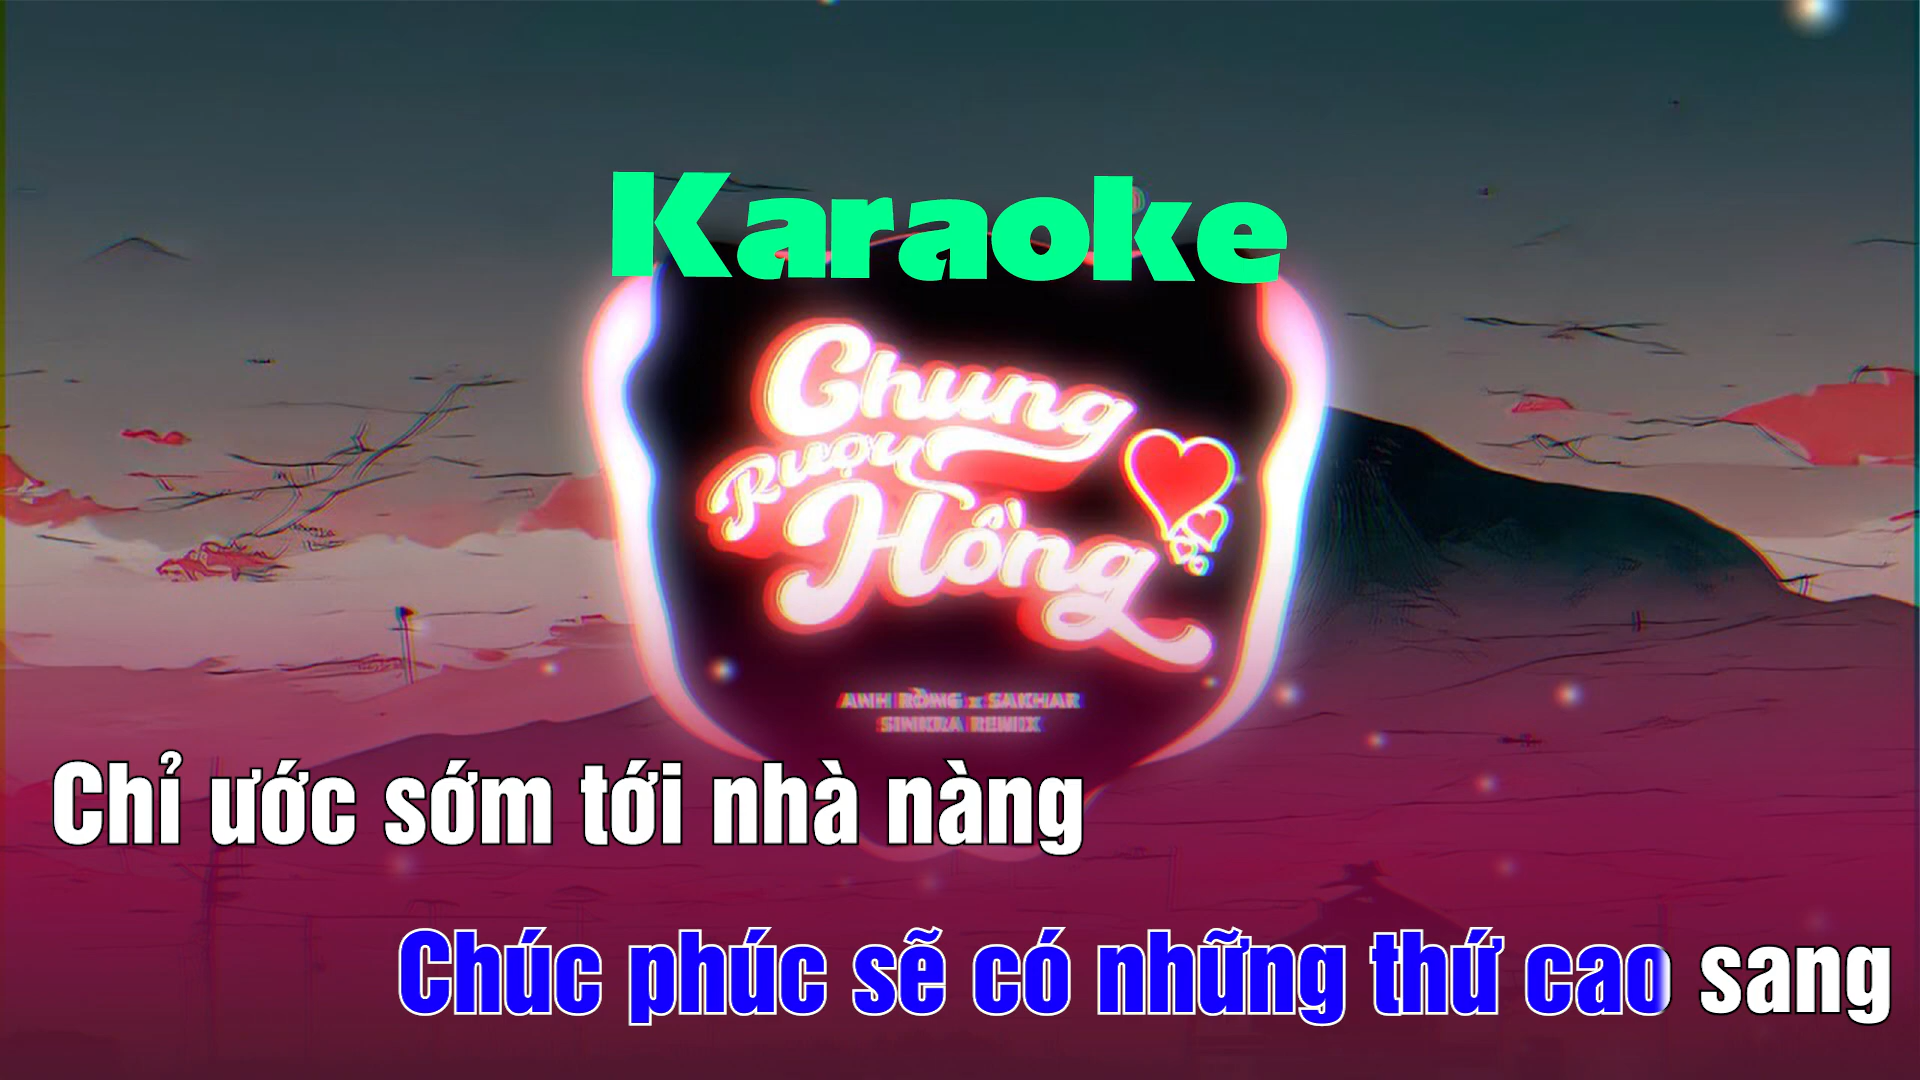 Karaoke
Chung
Rượu
Hồng
ANH RỒNG x SAKHAR
SINKRA REMIX
Chỉ ước sớm tới nhà nàng
Chúc phúc sẽ có những thứ cao sang